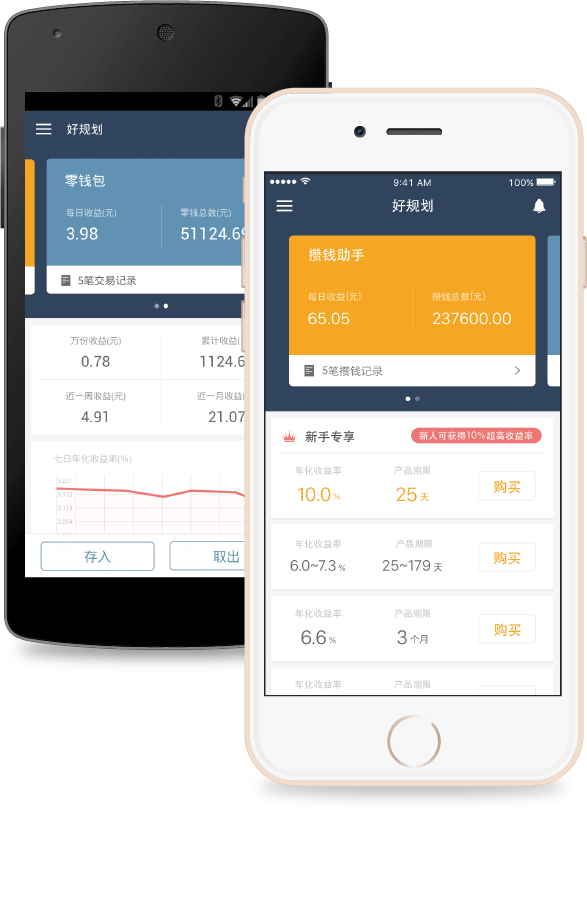 好规划
零钱包
每日收益(元)
零钱总数(元)
3.98
51124.69
5笔交易记录
万份收益(元)
累计收益(
0.78
1124.6
近一周收益(元)
近一月收益(
4.91
21.07
七日年化收益率(%)
3.231
3.112
3.113
3.054
存入
取出
9:41 AM
100%
好规划
攒钱助手
每日收益(元)
攒钱总数(元)
65.05
237600.00
5笔攒钱记录
新手专享
新人可获得10%超高收益率
年化收益率
产品期限
10.0%
25天
购买
年化收益率
产品期限
6.0~7.3%
25~179天
购买
年化收益率
产品期限
6.6%
3个月
购买
年化收益率
产品期限